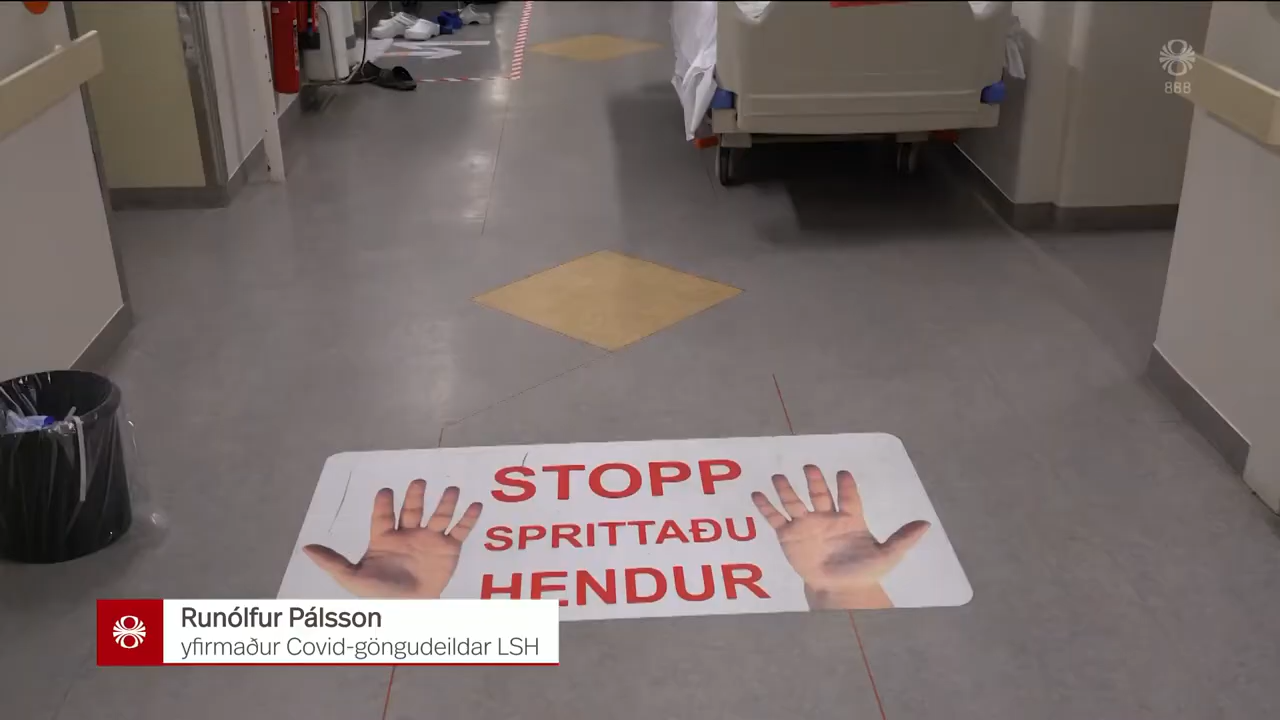 888
STOPP
SPRITTAÐU
HENDUR
Runólfur Pálsson
yfirmaður Covid-göngudeildar LSH